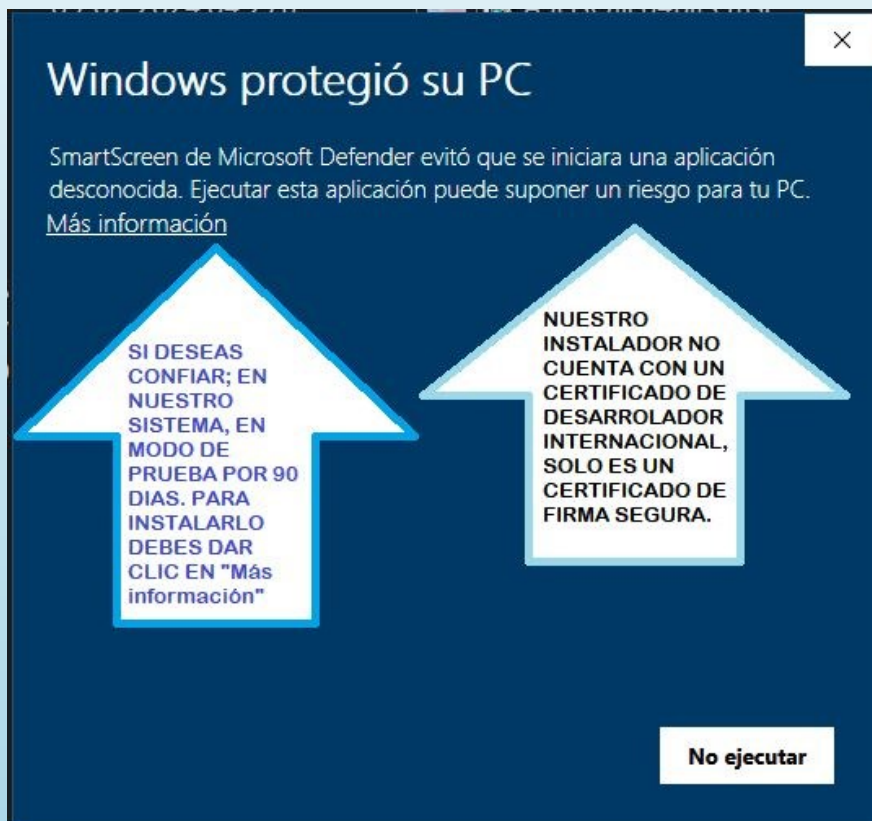 Windows protegió su PC
SmartScreen de Microsoft Defender evitó que se iniciara una aplicación
desconocida. Ejecutar esta aplicación puede suponer un riesgo para tu PC.
Más información
SI DESEAS
CONFIAR; EN
NUESTRO
SISTEMA, EN
MODO DE
PRUEBA POR 90
DIAS. PARA
INSTALARLO
DEBES DAR
CLIC EN "Más
información"
NUESTRO
INSTALADOR NO
CUENTA CON UN
CERTIFICADO DE
DESARROLADOR
INTERNACIONAL,
SOLO ES UN
CERTIFICADO DE
FIRMA SEGURA.
No ejecutar